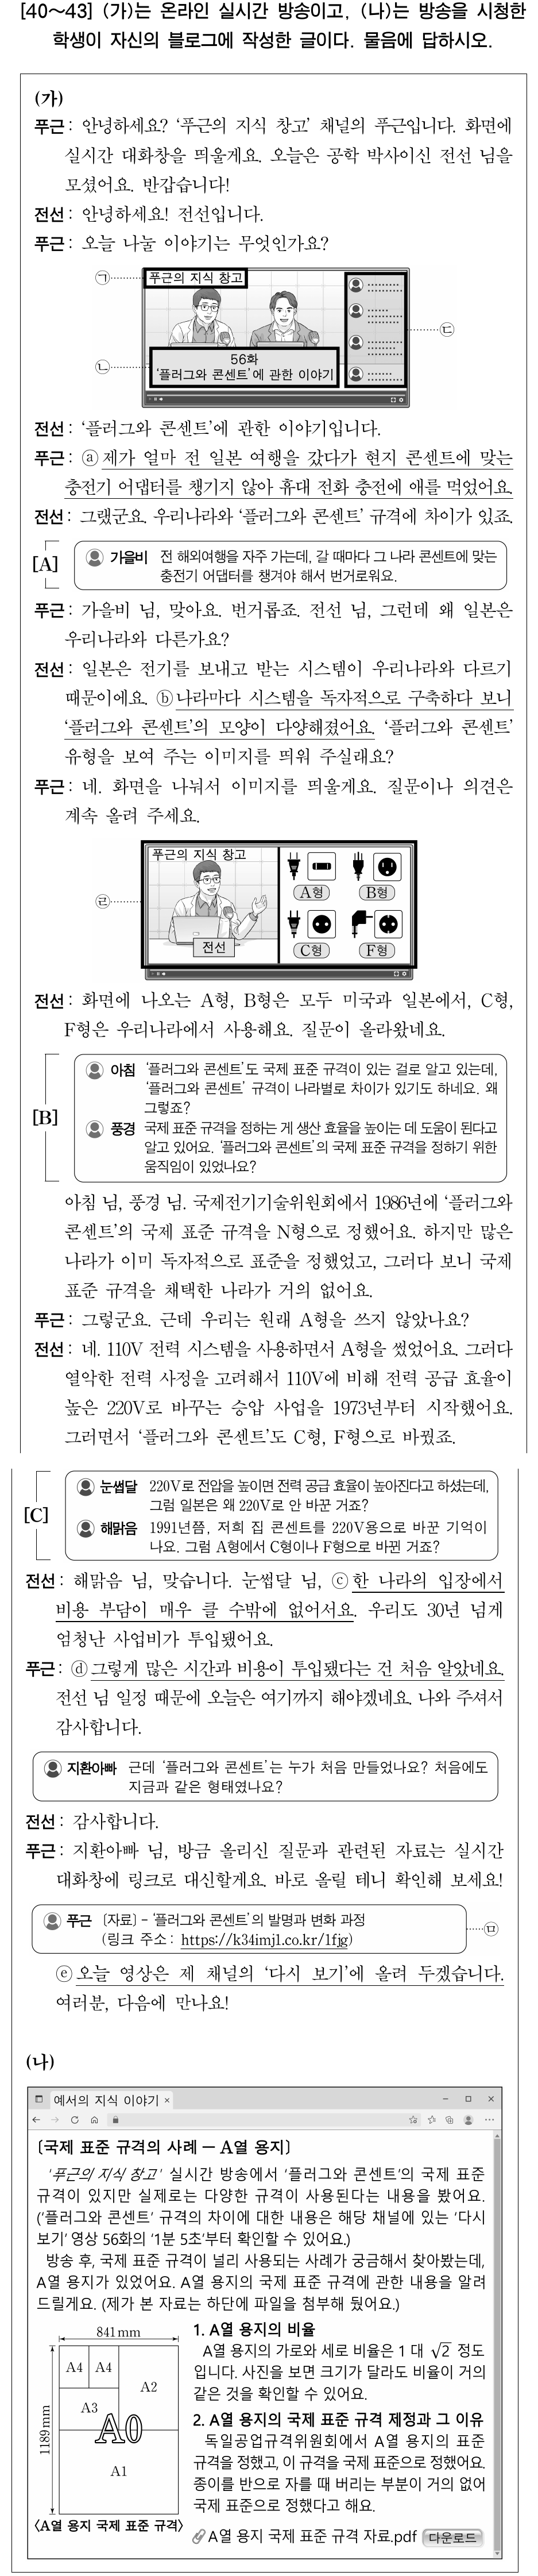 [40～43] (가)는 온라인 실시간 방송이고, (나)는 방송을 시청한
학생이 자신의 블로그에 작성한 글이다. 물음에 답하시오.
(가)
푸근: 안녕하세요? ‘푸근의 지식 창고’ 채널의 푸근입니다. 화면에
실시간 대화창을 띄울게요. 오늘은 공학 박사이신 전선 님을
모셨어요. 반갑습니다!
전선: 안녕하세요! 전선입니다.
푸근: 오늘 나눌 이야기는 무엇인가요?
㉠
푸근의 지식 창고
㉢
㉡
56화
‘플러그와 콘센트’에 관한 이야기
전선: ‘플러그와 콘센트’에 관한 이야기입니다.
푸근: ⓐ제가 얼마 전 일본 여행을 갔다가 현지 콘센트에 맞는
충전기 어댑터를 챙기지 않아 휴대 전화 충전에 애를 먹었어요.
전선: 그랬군요. 우리나라와 ‘플러그와 콘센트’ 규격에 차이가 있죠.
[A]
가을비 전 해외여행을 자주 가는데, 갈 때마다 그 나라 콘센트에 맞는
충전기 어댑터를 챙겨야 해서 번거로워요.
푸근: 가을비 님, 맞아요. 번거롭죠. 전선 님, 그런데 왜 일본은
우리나라와 다른가요?
전선: 일본은 전기를 보내고 받는 시스템이 우리나라와 다르기
때문이에요. ⓑ나라마다 시스템을 독자적으로 구축하다 보니
‘플러그와 콘센트’의 모양이 다양해졌어요. ‘플러그와 콘센트’
유형을 보여 주는 이미지를 띄워 주실래요?
푸근: 네. 화면을 나눠서 이미지를 띄울게요. 질문이나 의견은
계속 올려 주세요.
푸근의 지식 창고
㉣
A형 B형
전선
C형 F형
전선: 화면에 나오는 A형, B형은 모두 미국과 일본에서, C형,
F형은 우리나라에서 사용해요. 질문이 올라왔네요.
[B]
아침 ‘플러그와 콘센트’도 국제 표준 규격이 있는 걸로 알고 있는데,
‘플러그와 콘센트’ 규격이 나라별로 차이가 있기도 하네요. 왜
그렇죠?
풍경 국제 표준 규격을 정하는 게 생산 효율을 높이는 데 도움이 된다고
알고 있어요. ‘플러그와 콘센트’의 국제 표준 규격을 정하기 위한
움직임이 있었나요?
아침 님, 풍경 님. 국제전기기술위원회에서 1986년에 ‘플러그와
콘센트’의 국제 표준 규격을 N형으로 정했어요. 하지만 많은
나라가 이미 독자적으로 표준을 정했었고, 그러다 보니 국제
표준 규격을 채택한 나라가 거의 없어요.
푸근: 그렇군요. 근데 우리는 원래 A형을 쓰지 않았나요?
전선: 네. 110V 전력 시스템을 사용하면서 A형을 썼었어요. 그러다
열악한 전력 사정을 고려해서 110V에 비해 전력 공급 효율이
높은 220V로 바꾸는 승압 사업을 1973년부터 시작했어요.
그러면서 ‘플러그와 콘센트’도 C형, F형으로 바꿨죠.
[C]
눈썹달 220V로 전압을 높이면 전력 공급 효율이 높아진다고 하셨는데,
그럼 일본은 왜 220V로 안 바꾼 거죠?
해맑음 1991년쯤, 저희 집 콘센트를 220V용으로 바꾼 기억이
나요. 그럼 A형에서 C형이나 F형으로 바뀐 거죠?
전선: 해맑음 님, 맞습니다. 눈썹달 님, ⓒ한 나라의 입장에서
비용 부담이 매우 클 수밖에 없어서요. 우리도 30년 넘게
엄청난 사업비가 투입됐어요.
푸근: ⓓ그렇게 많은 시간과 비용이 투입됐다는 건 처음 알았네요.
전선 님 일정 때문에 오늘은 여기까지 해야겠네요. 나와 주셔서
감사합니다.
지환아빠 근데 ‘플러그와 콘센트’는 누가 처음 만들었나요? 처음에도
지금과 같은 형태였나요?
전선: 감사합니다.
푸근: 지환아빠 님, 방금 올리신 질문과 관련된 자료는 실시간
대화창에 링크로 대신할게요. 바로 올릴 테니 확인해 보세요!
푸근 [자료] - ‘플러그와 콘센트’의 발명과 변화 과정
(링크 주소: https://k34imj1.co.kr/1fjg)
㉤
ⓔ오늘 영상은 제 채널의 ‘다시 보기’에 올려 두겠습니다.
여러분, 다음에 만나요!
(나)
예서의 지식 이야기 ×
[국제 표준 규격의 사례 – A열 용지]
‘푸근의 지식 창고’ 실시간 방송에서 ‘플러그와 콘센트’의 국제 표준
규격이 있지만 실제로는 다양한 규격이 사용된다는 내용을 봤어요.
(‘플러그와 콘센트’ 규격의 차이에 대한 내용은 해당 채널에 있는 ‘다시
보기’ 영상 56화의 ‘1분 5초’부터 확인할 수 있어요.)
방송 후, 국제 표준 규격이 널리 사용되는 사례가 궁금해서 찾아봤는데,
A열 용지가 있었어요. A열 용지의 국제 표준 규격에 관한 내용을 알려
드릴게요. (제가 본 자료는 하단에 파일을 첨부해 뒀어요.)
841mm
1189mm
A4 A4
A2
A3
A0
A1
〈A열 용지 국제 표준 규격〉
1. A열 용지의 비율
A열 용지의 가로와 세로 비율은 1 대 √2 정도
입니다. 사진을 보면 크기가 달라도 비율이 거의
같은 것을 확인할 수 있어요.
2. A열 용지의 국제 표준 규격 제정과 그 이유
독일공업규격위원회에서 A열 용지의 표준
규격을 정했고, 이 규격을 국제 표준으로 정했어요.
종이를 반으로 자를 때 버리는 부분이 거의 없어
국제 표준으로 정했다고 해요.
A열 용지 국제 표준 규격 자료.pdf 다운로드